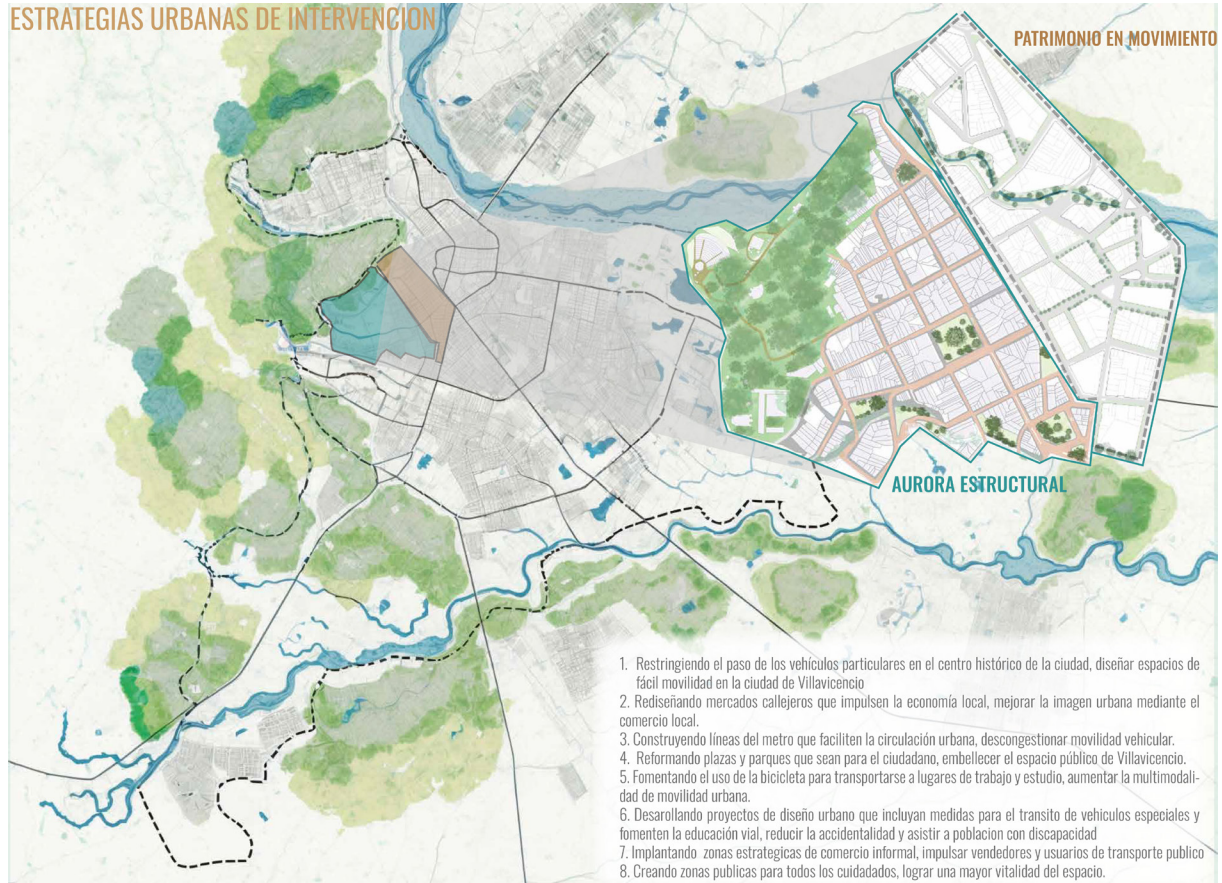 ESTRATEGIAS URBANAS DE INTERVENCION
PATRIMONIO EN MOVIMIENTO
AURORA ESTRUCTURAL
1. Restringiendo el paso de los vehículos particulares en el centro histórico de la ciudad, diseñar espacios de
fácil movilidad en la ciudad de Villavicencio
2. Rediseñando mercados callejeros que impulsen la economía local, mejorar la imagen urbana mediante el
comercio local.
3. Construyendo líneas del metro que faciliten la circulación urbana, descongestionar movilidad vehicular.
4. Reformando plazas y parques que sean para el ciudadano, embellecer el espacio público de Villavicencio.
5. Fomentando el uso de la bicicleta para transportarse a lugares de trabajo y estudio, aumentar la multimodali-
dad de movilidad urbana.
6. Desarollando proyectos de diseño urbano que incluyan medidas para el transito de vehiculos especiales y
fomenten la educación vial, reducir la accidentalidad y asistir a poblacion con discapacidad
7. Implantando zonas estrategicas de comercio informal, impulsar vendedores y usuarios de transporte publico
8. Creando zonas publicas para todos los cuidadados, lograr una mayor vitalidad del espacio.